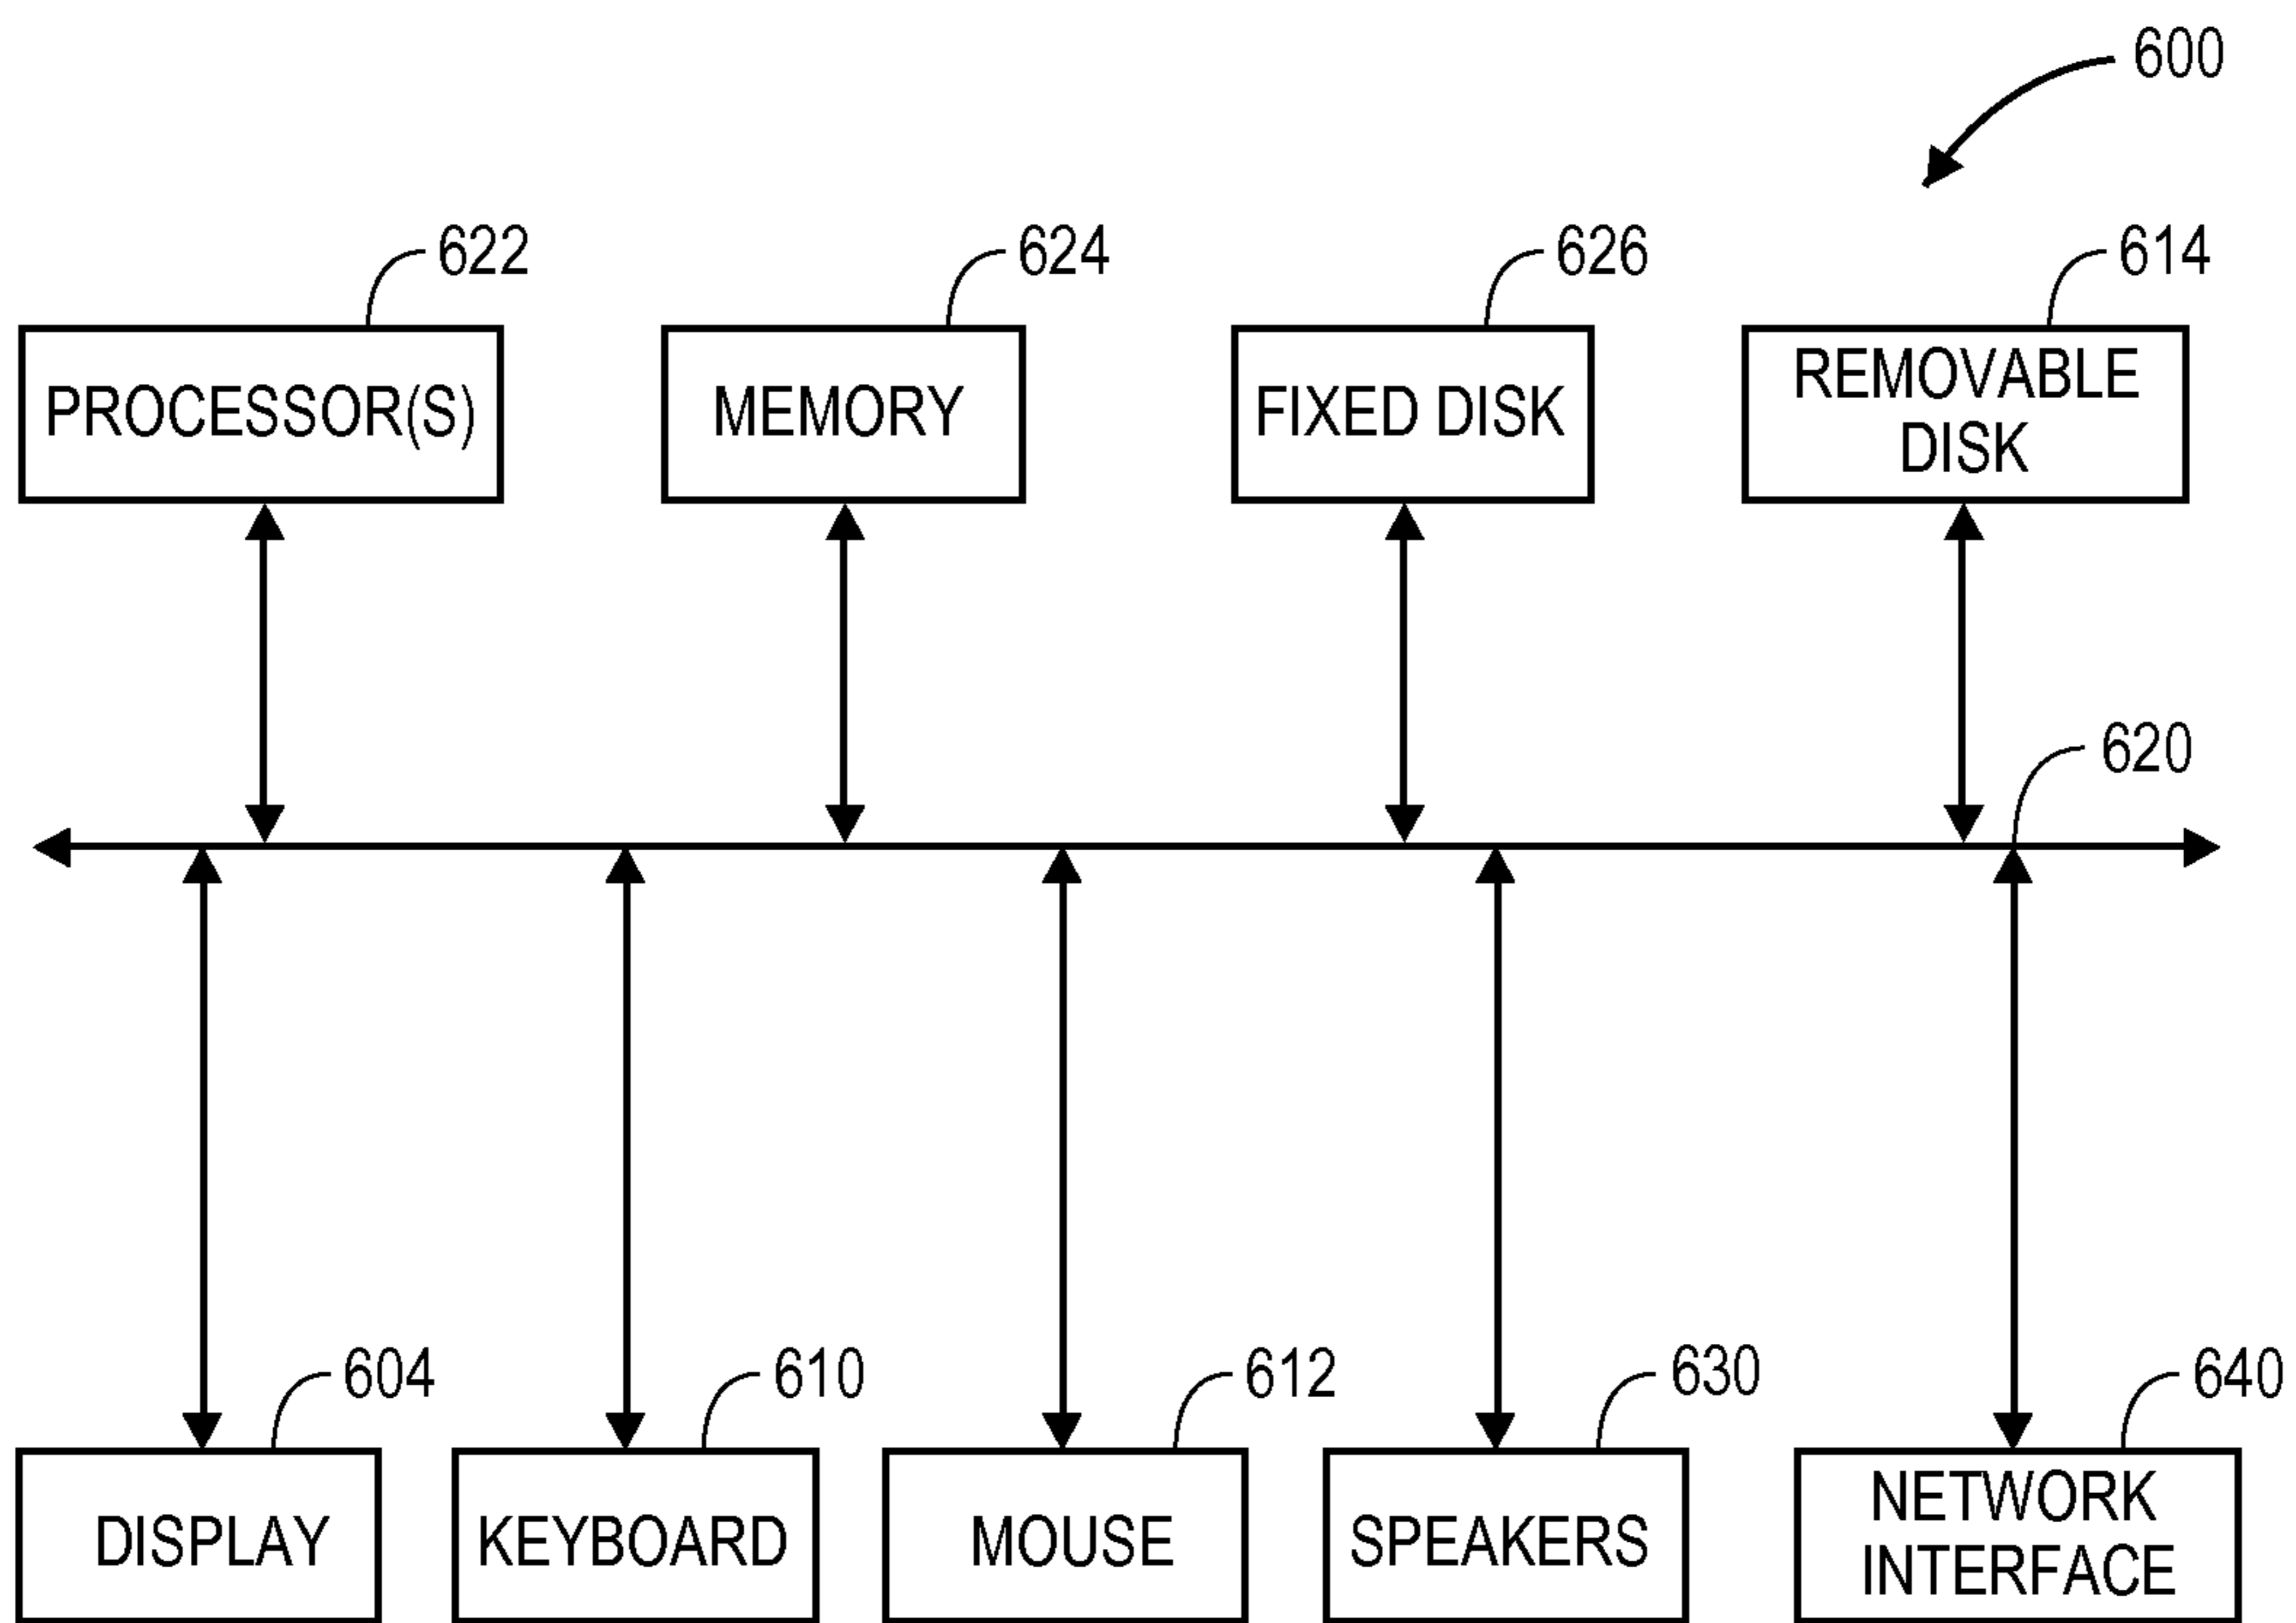 600
622
624
626
614
PROCESSOR(S)
MEMORY
FIXED DISK
REMOVABLE
DISK
620
604
610
612
630
640
DISPLAY
KEYBOARD
MOUSE
SPEAKERS
NETWORK
INTERFACE